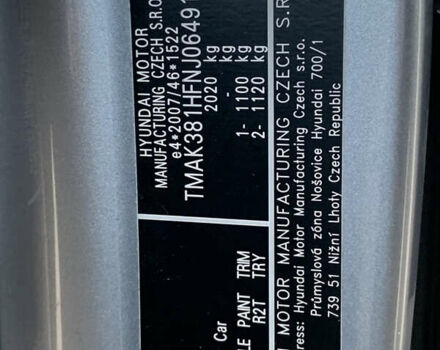 HYUNDAI MOTOR
MANUFACTURING CZECH S.R.O
e4*2007/46*1522
TMAK381HFNJ06491
2020 kg
- kg
1- 1100 kg
2- 1120 kg
Car
PAINT TRIM
R2T TRY
MOTOR MANUFACTURING CZECH S.R
ress: Hyundai Motor Manufacturing Czech s.r.o.
Průmyslová zóna Nošovice Hyundai 700/1
739 51 Nižní Lhoty Czech Republic